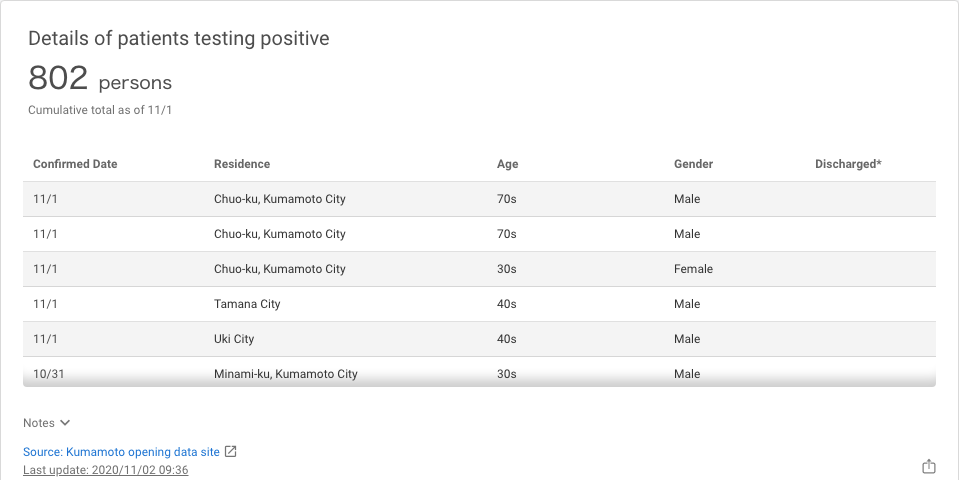 Details of patients testing positive
802 persons
Cumulative total as of 11/1
Confirmed Date Residence Age Gender Discharged*
11/1 Chuo-ku, Kumamoto City 70s Male
11/1 Chuo-ku, Kumamoto City 70s Male
11/1 Chuo-ku, Kumamoto City 30s Female
11/1 Tamana City 40s Male
11/1 Uki City 40s Male
10/31 Minami-ku, Kumamoto City 30s Male
Notes
Source: Kumamoto opening data site
Last update: 2020/11/02 09:36